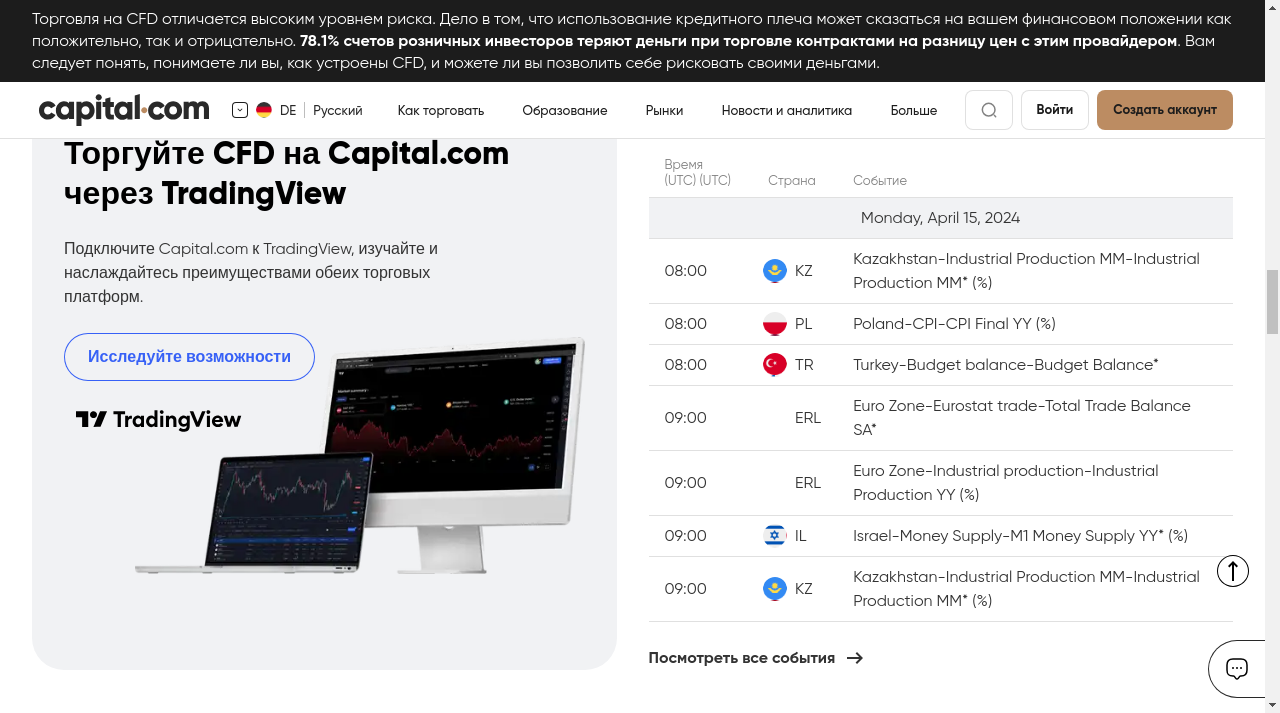 Торговля на CFD отличается высоким уровнем риска. Дело в том, что использование кредитного плеча может сказаться на вашем финансовом положении как
положительно, так и отрицательно. 78.1% счетов розничных инвесторов теряют деньги при торговле контрактами на разницу цен с этим провайдером. Вам
следует понять, понимаете ли вы, как устроены CFD, и можете ли вы позволить себе рисковать своими деньгами.
capital.com DE Русский Как торговать Образование Рынки Новости и аналитика Больше Войти Создать аккаунт
Торгуйте CFD на Capital.com
через TradingView
Подключите Capital.com к TradingView, изучайте и
наслаждайтесь преимуществами обеих торговых
платформ.
Исследуйте возможности
TradingView
Время
(UTC) (UTC) Страна Событие
Monday, April 15, 2024
08:00 KZ Kazakhstan-Industrial Production MM-Industrial
Production MM* (%)
08:00 PL Poland-CPI-CPI Final YY (%)
08:00 TR Turkey-Budget balance-Budget Balance*
09:00 ERL Euro Zone-Eurostat trade-Total Trade Balance
SA*
09:00 ERL Euro Zone-Industrial production-Industrial
Production YY (%)
09:00 IL Israel-Money Supply-M1 Money Supply YY* (%)
09:00 KZ Kazakhstan-Industrial Production MM-Industrial
Production MM* (%)
Посмотреть все события